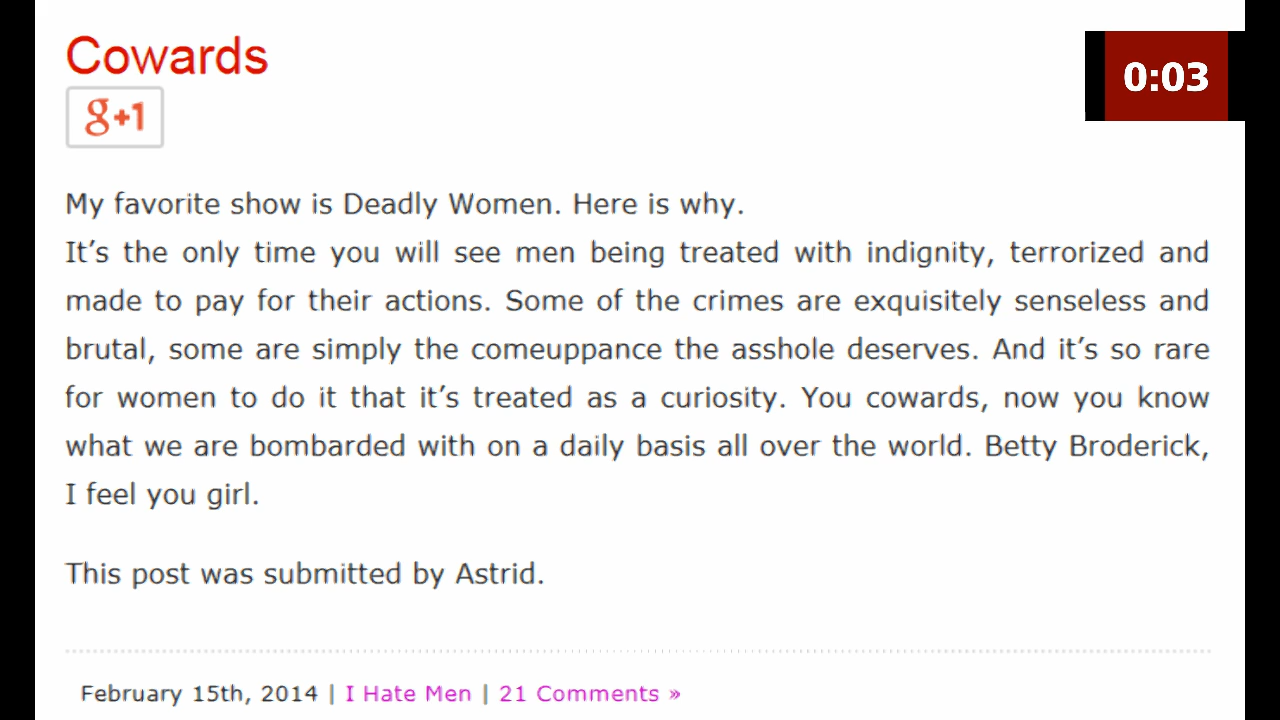 Cowards
0:03
g+1
My favorite show is Deadly Women. Here is why.
It’s the only time you will see men being treated with indignity, terrorized and
made to pay for their actions. Some of the crimes are exquisitely senseless and
brutal, some are simply the comeuppance the asshole deserves. And it’s so rare
for women to do it that it’s treated as a curiosity. You cowards, now you know
what we are bombarded with on a daily basis all over the world. Betty Broderick,
I feel you girl.
This post was submitted by Astrid.
February 15th, 2014 | I Hate Men | 21 Comments »